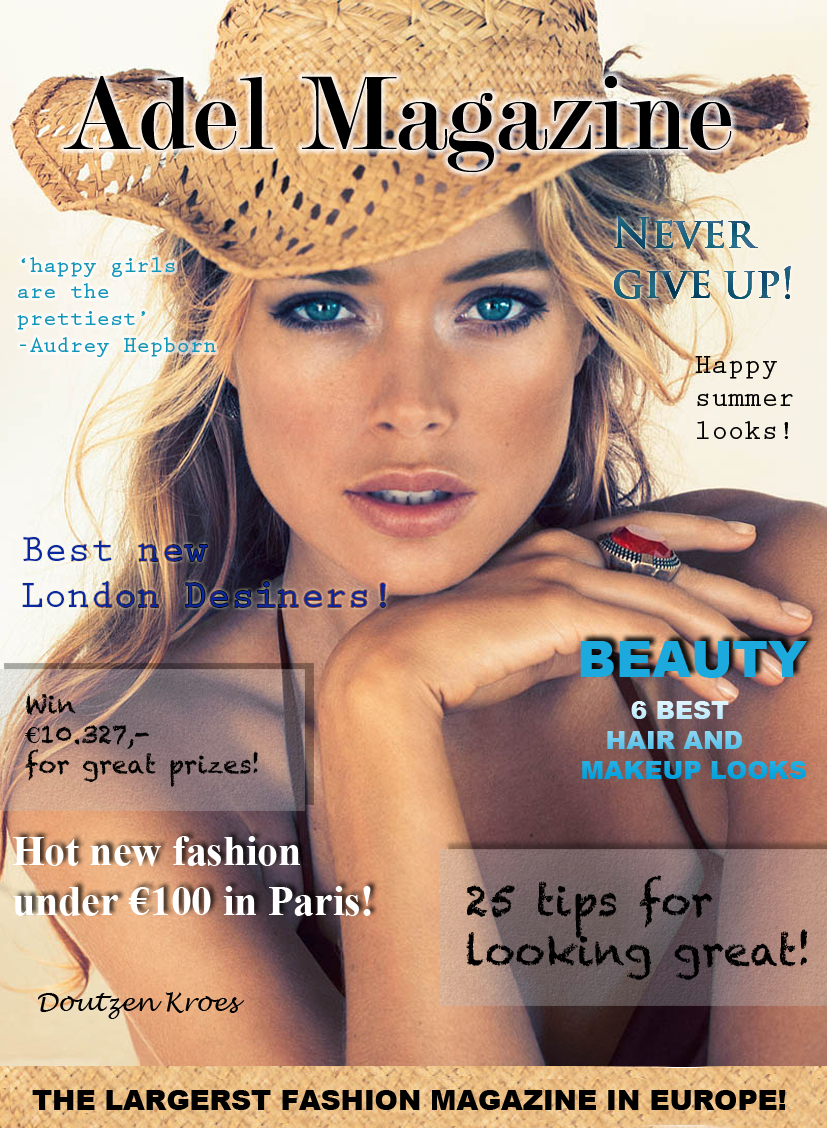 Adel Magazine
NEVER
GIVE UP!
‘happy girls
are the
prettiest’
-Audrey Hepborn
Happy
summer
looks!
Best new
London Desiners!
BEAUTY
6 BEST
HAIR AND
MAKEUP LOOKS
Win
€10.327,-
for great prizes!
Hot new fashion
under €100 in Paris!
25 tips for
looking great!
Doutzen Kroes
THE LARGERST FASHION MAGAZINE IN EUROPE!